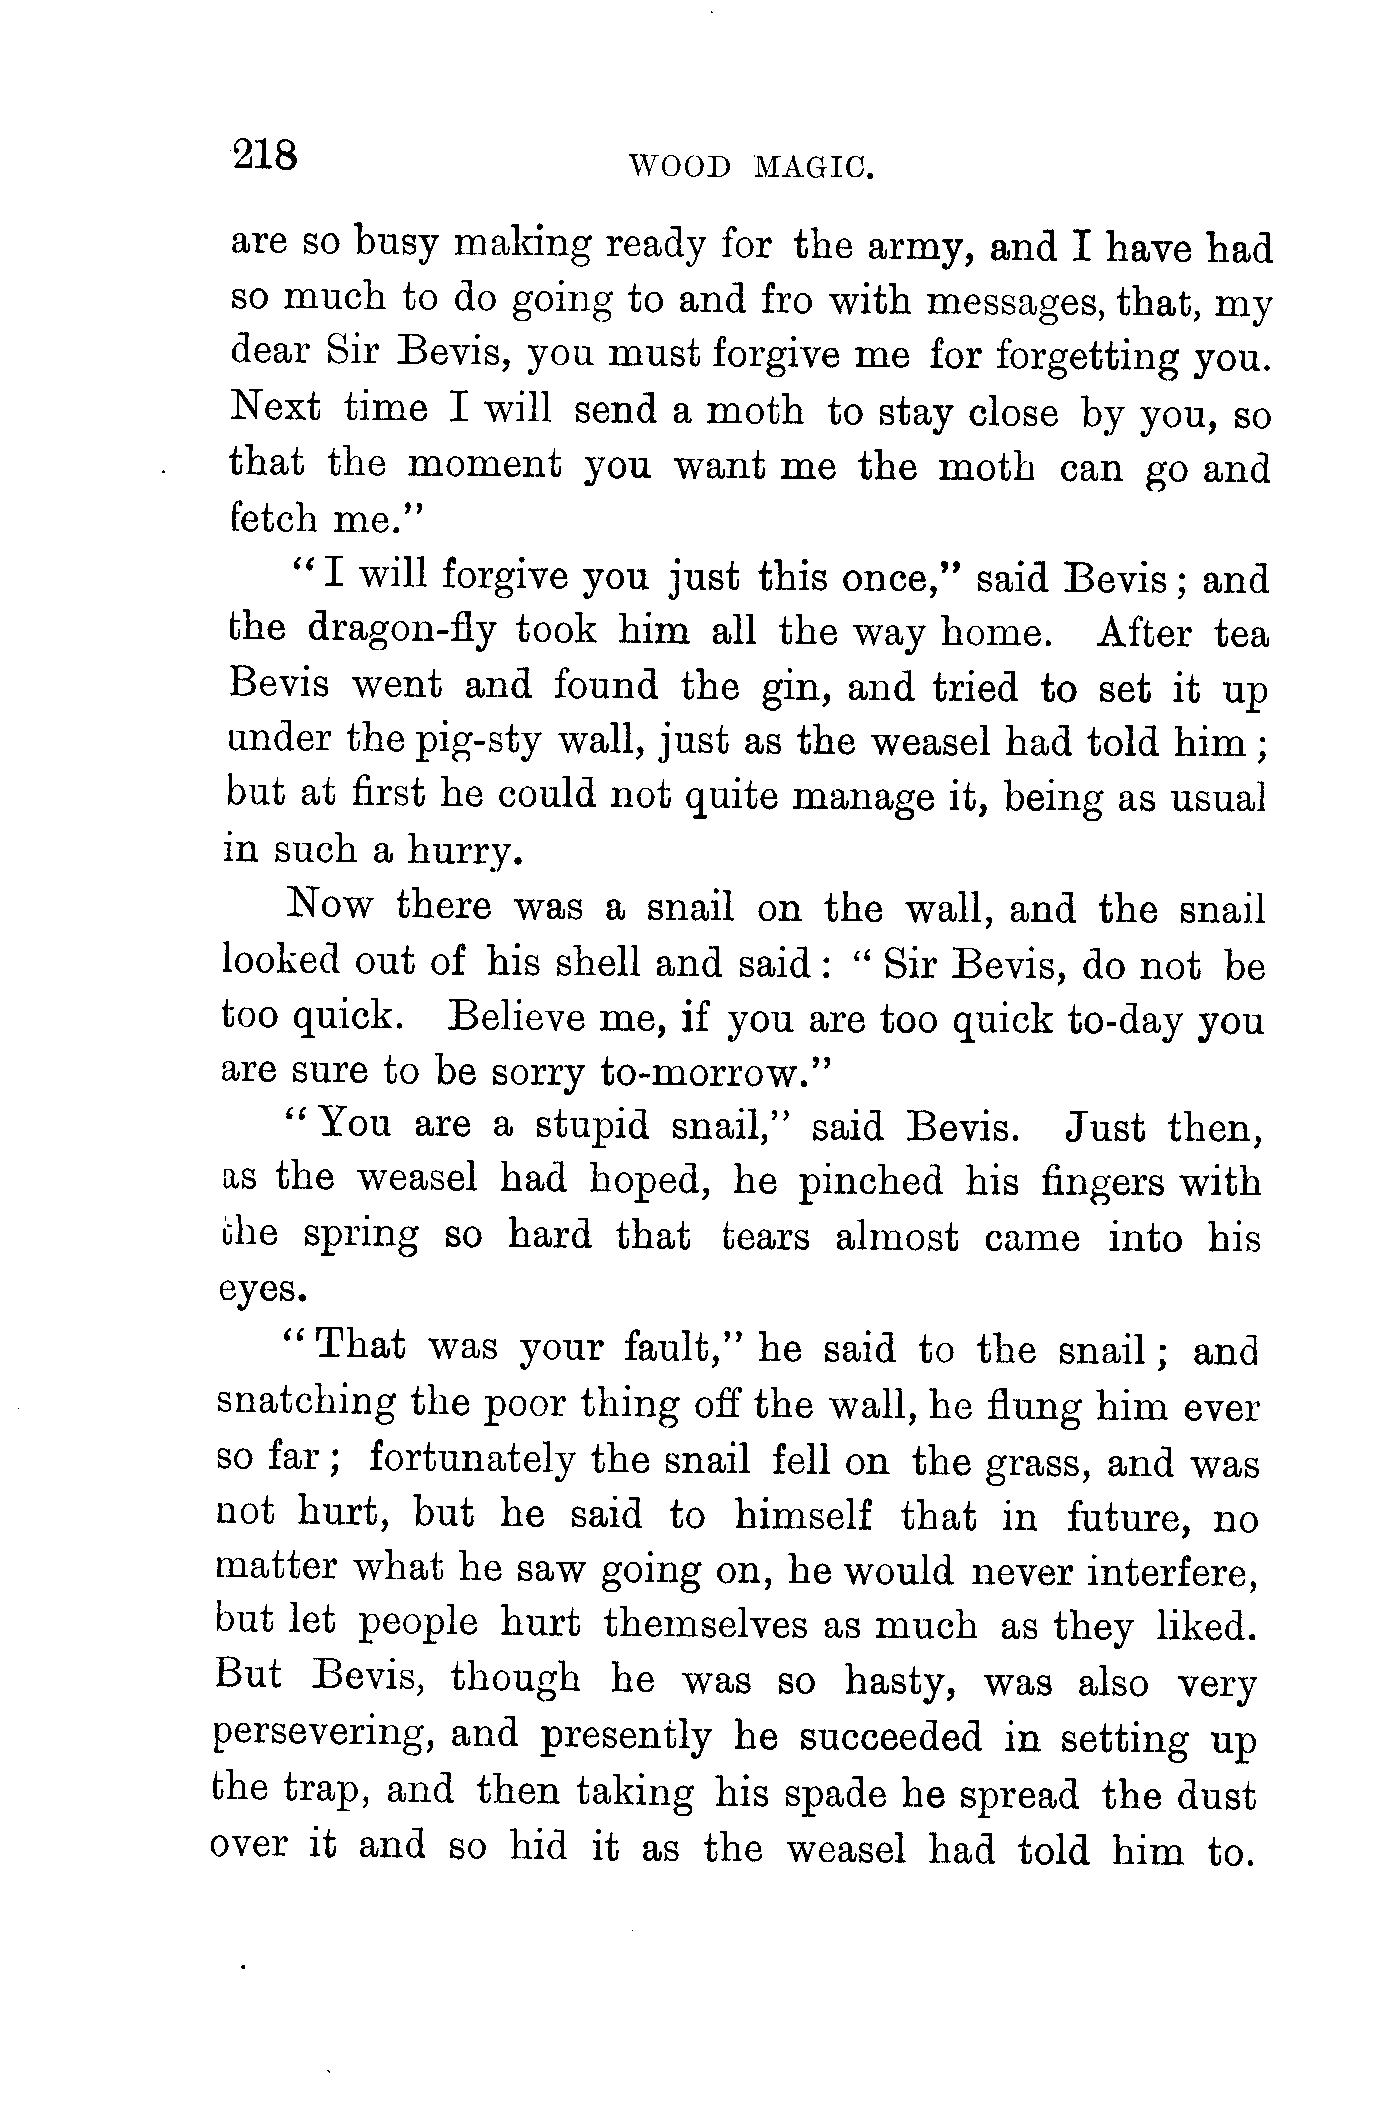 218
WOOD MAGIC.
are so busy making ready for the army, and I have had
so much to do going to and fro with messages, that, my
dear Sir Bevis, you must forgive me for forgetting you.
Next time I will send a moth to stay close by you, so
that the moment you want me the moth can go and
fetch me."
"I will forgive you just this once," said Bevis; and
the dragon-fly took him all the way home. After tea
Bevis went and found the gin, and tried to set it up
under the pig-sty wall, just as the weasel had told him;
but at first he could not quite manage it, being as usual
in such a hurry.
Now there was a snail on the wall, and the snail
looked out of his shell and said: "Sir Bevis, do not be
too quick. Believe me, if you are too quick to-day you
are sure to be sorry to-morrow."
"You are a stupid snail," said Bevis. Just then,
as the weasel had hoped, he pinched his fingers with
the spring so hard that tears almost came into his
eyes.
"That was your fault," he said to the snail; and
snatching the poor thing off the wall, he flung him ever
so far; fortunately the snail fell on the grass, and was
not hurt, but he said to himself that in future, no
matter what he saw going on, he would never interfere,
but let people hurt themselves as much as they liked.
But Bevis, though he was so hasty, was also very
persevering, and presently he succeeded in setting up
the trap, and then taking his spade he spread the dust
over it and so hid it as the weasel had told him to.